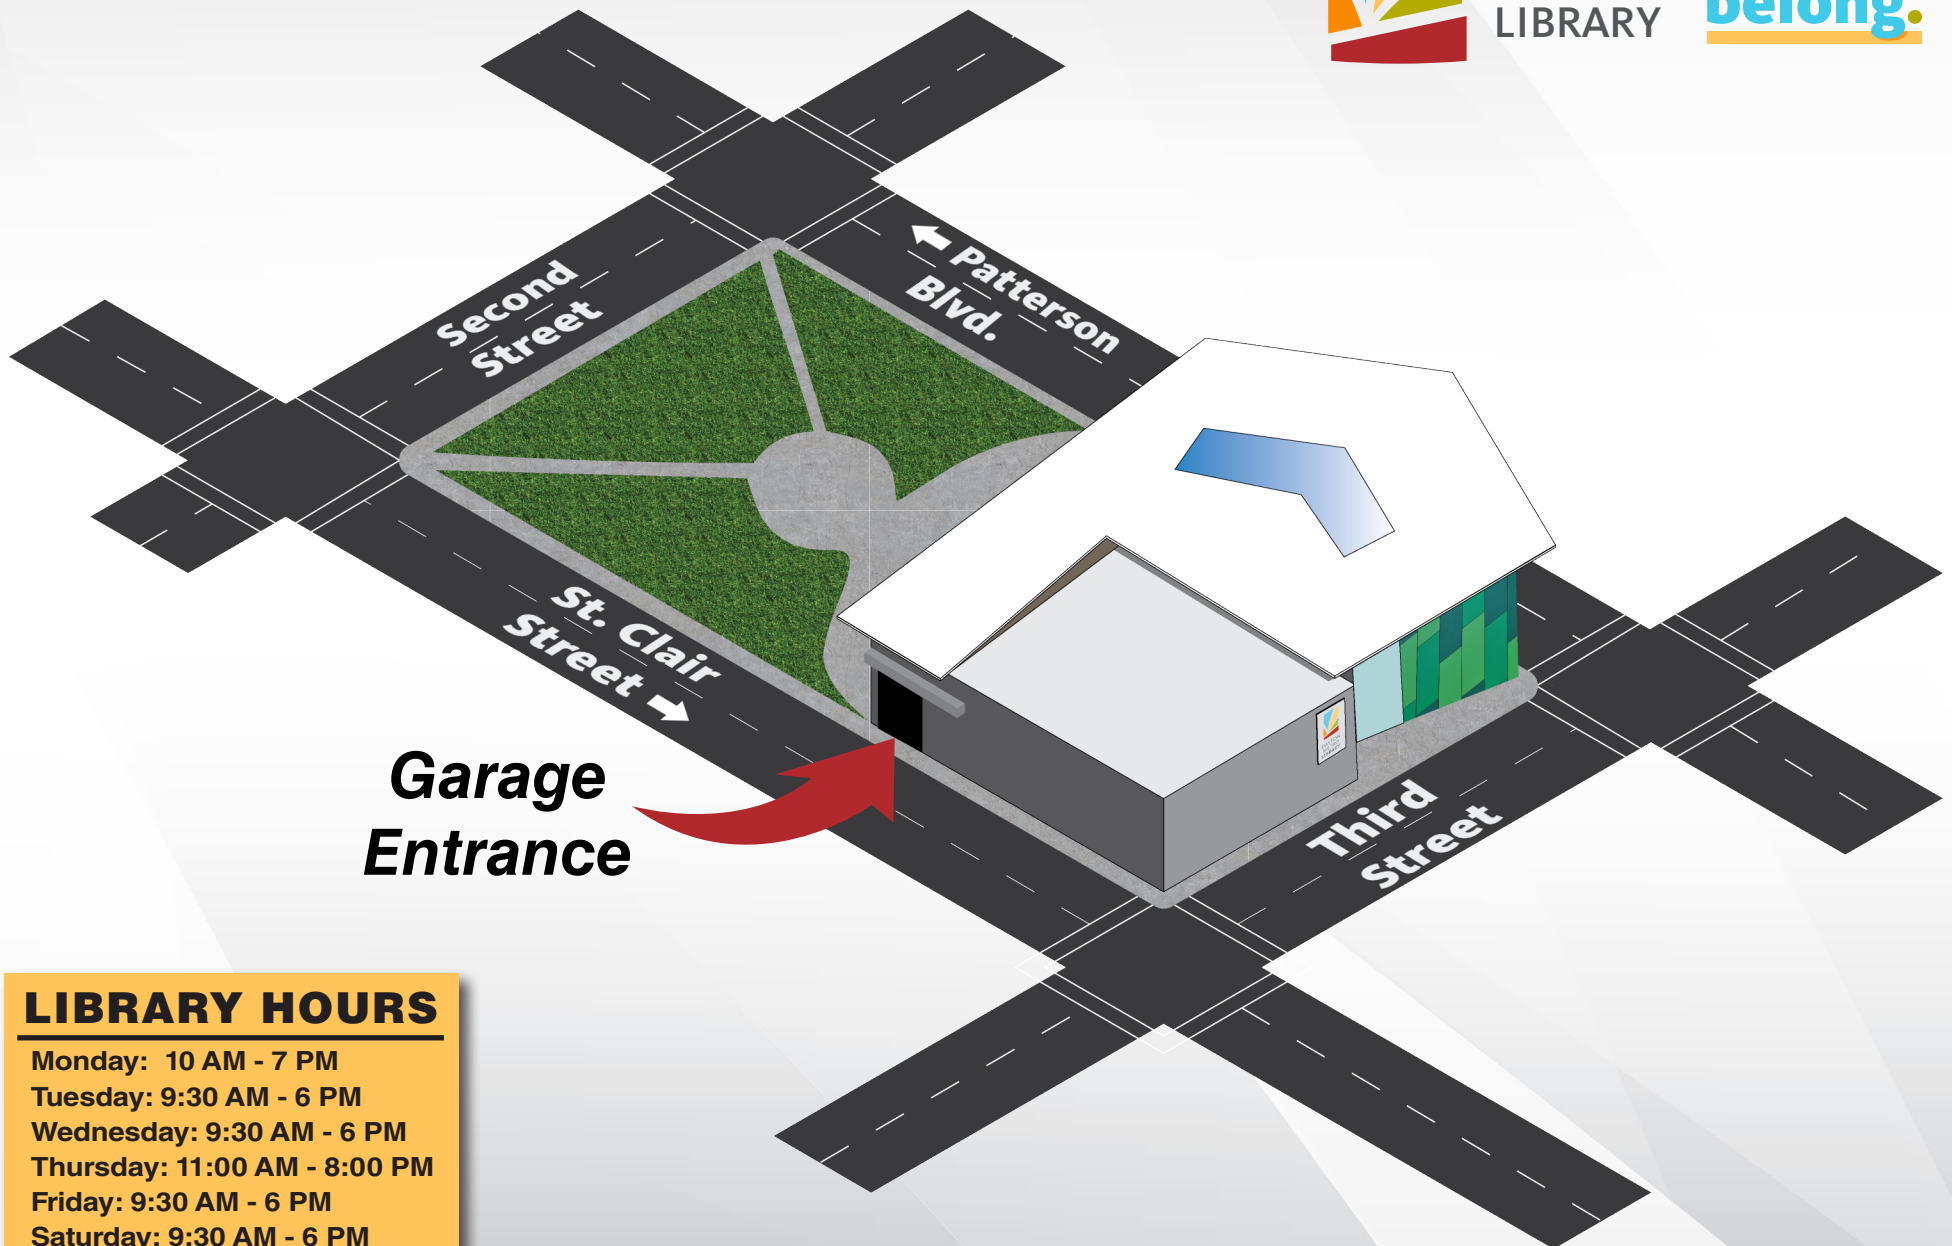 LIBRARY
belong.
Second
Street
Patterson
Blvd.
St. Clair
Street
Garage
Entrance
Third
Street
LIBRARY HOURS
Monday: 10 AM - 7 PM
Tuesday: 9:30 AM - 6 PM
Wednesday: 9:30 AM - 6 PM
Thursday: 11:00 AM - 8:00 PM
Friday: 9:30 AM - 6 PM
Saturday: 9:30 AM - 6 PM